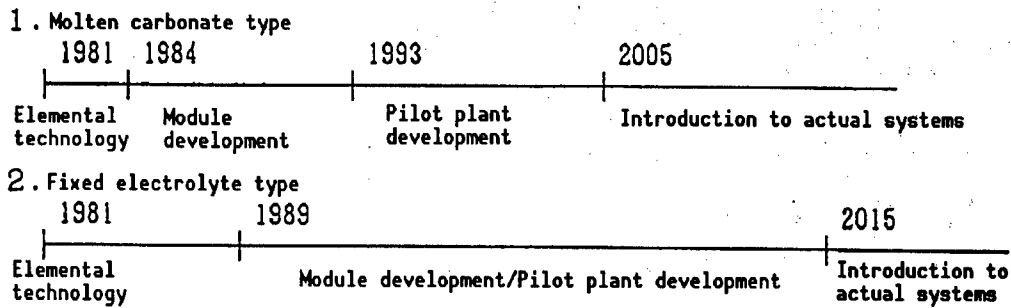 1. Molten carbonate type
1981 1984 1993 2005
Elemental technology
Module development
Pilot plant development
Introduction to actual systems
2. Fixed electrolyte type
1981 1989 2015
Elemental technology
Module development/Pilot plant development
Introduction to actual systems